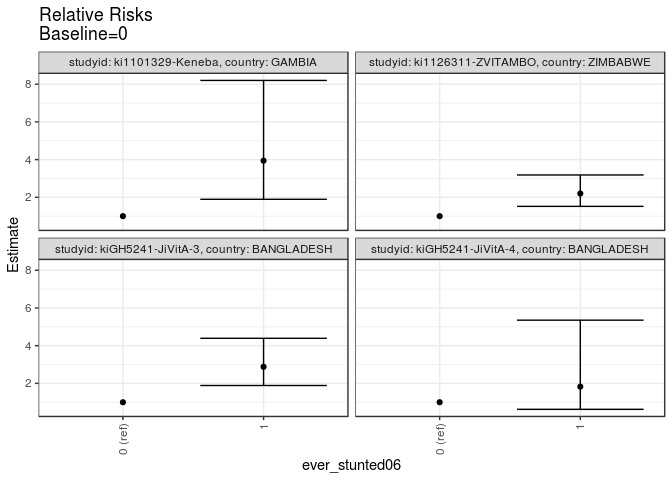 Relative Risks
Baseline=0
studyid: ki1101329-Keneba, country: GAMBIA
studyid: ki1126311-ZVITAMBO, country: ZIMBABWE
8
6
4
2
studyid: kiGH5241-JiVitA-3, country: BANGLADESH
studyid: kiGH5241-JiVitA-4, country: BANGLADESH
8
6
4
2
Estimate
0 (ref)
1
0 (ref)
1
ever_stunted06